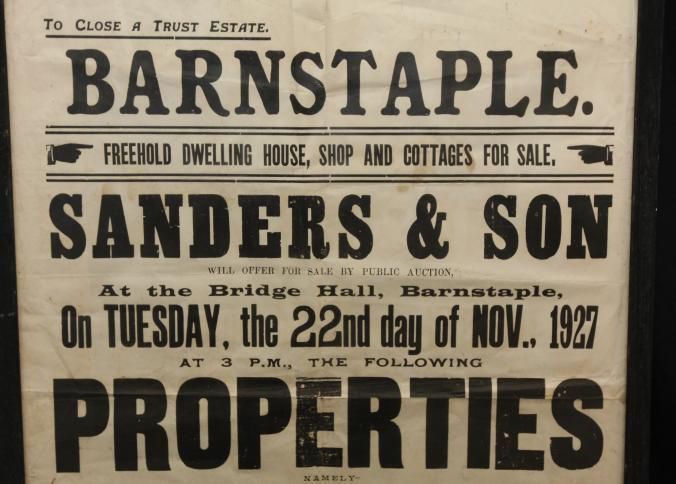 To Close a Trust Estate.
BARNSTAPLE.
FREEHOLD DWELLING HOUSE, SHOP AND COTTAGES FOR SALE.
SANDERS & SON
WILL OFFER FOR SALE BY PUBLIC AUCTION,
At the Bridge Hall, Barnstaple,
On TUESDAY, the 22nd day of NOV., 1927
AT 3 P.M., THE FOLLOWING
PROPERTIES
NAMELY—